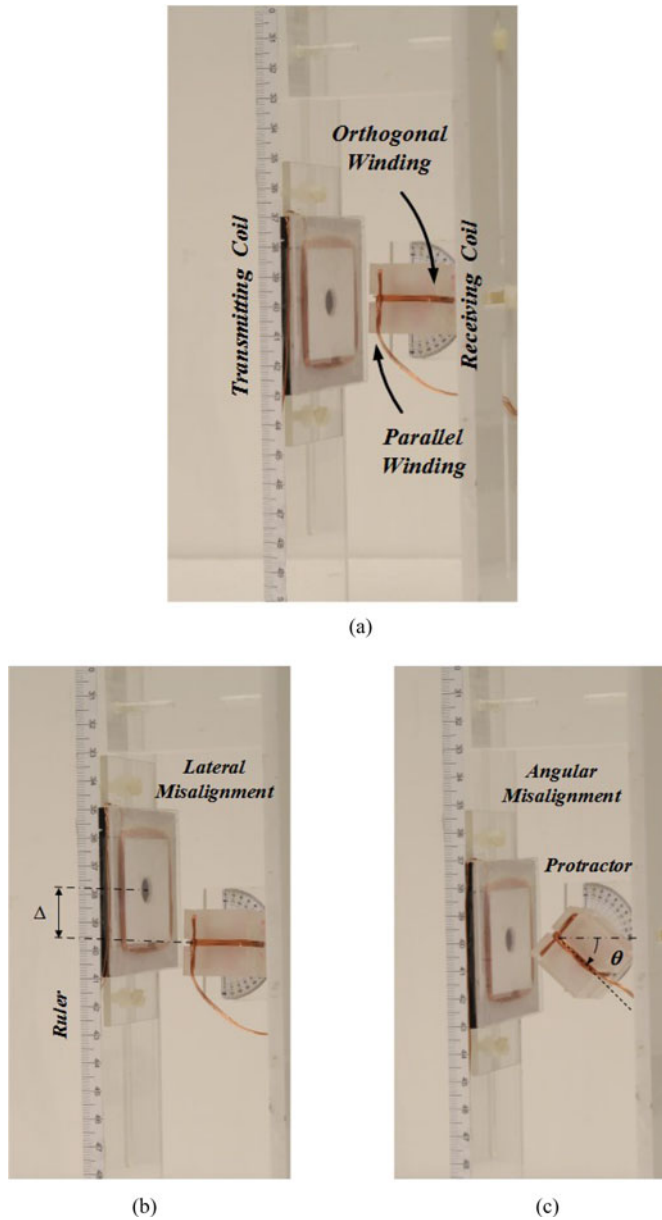 Orthogonal
Winding
Transmitting Coil
Receiving Coil
Parallel
Winding
(a)
Lateral
Misalignment
Δ
Ruler
(b)
Angular
Misalignment
Protractor
θ
(c)